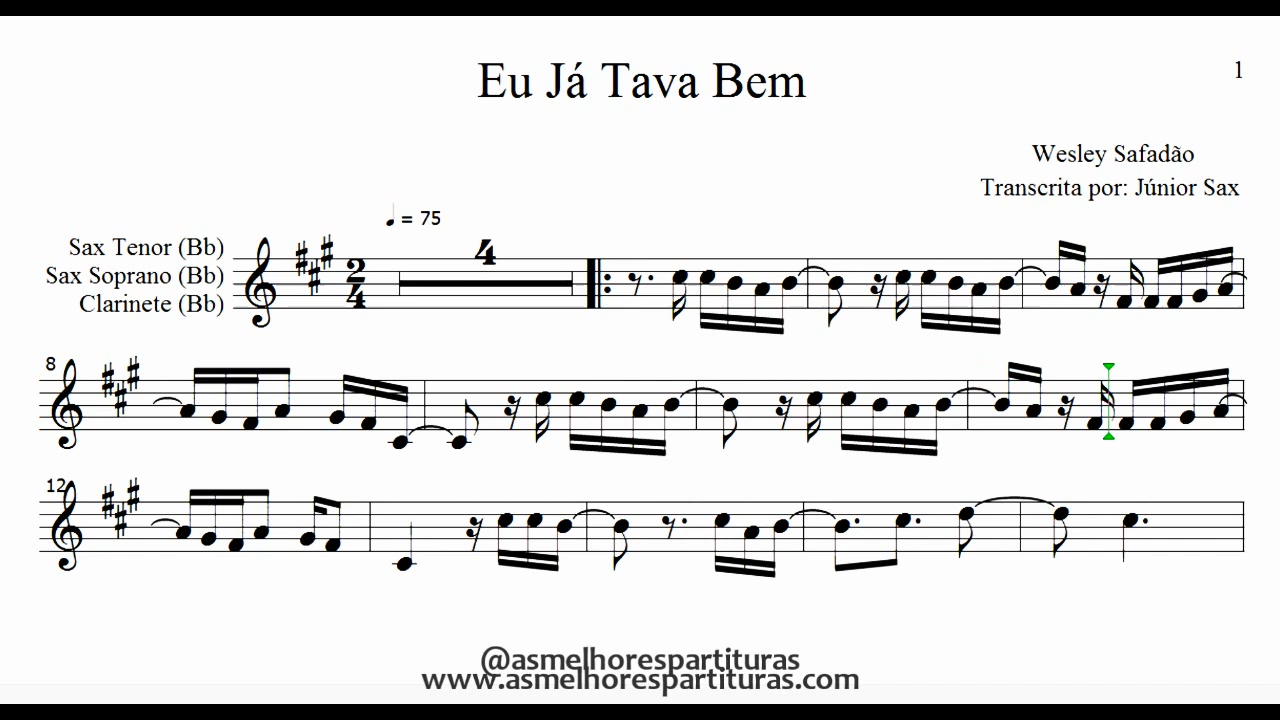 1
Eu Já Tava Bem
Wesley Safadão
Transcrita por: Júnior Sax
= 75
Sax Tenor (Bb)
Sax Soprano (Bb)
Clarinete (Bb)
2
4
4
8
12
@asmelhorespartituras
www.asmelhorespartituras.com